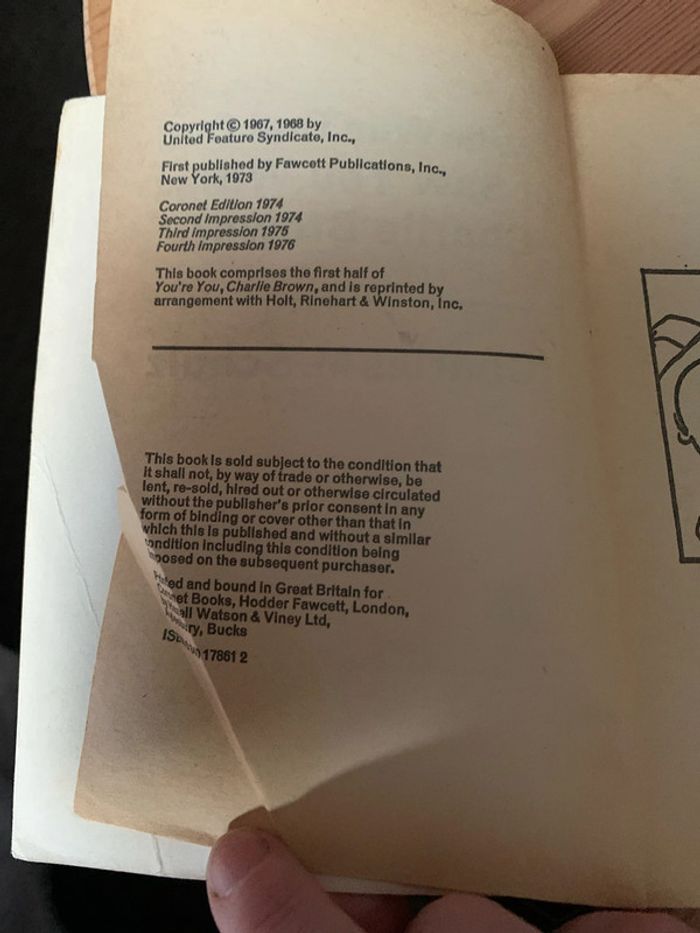 Copyright © 1967, 1968 by
United Feature Syndicate, Inc.,
First published by Fawcett Publications, Inc.,
New York, 1973
Coronet Edition 1974
Second Impression 1974
Third Impression 1975
Fourth Impression 1976
This book comprises the first half of
You're You, Charlie Brown, and is reprinted by
arrangement with Holt, Rinehart & Winston, Inc.
This book is sold subject to the condition that
it shall not, by way of trade or otherwise, be
lent, re-sold, hired out or otherwise circulated
without the publisher's prior consent in any
form of binding or cover other than that in
which this is published and without a similar
condition including this condition being
imposed on the subsequent purchaser.
and bound in Great Britain for
Books, Hodder Fawcett, London,
Watson & Viney Ltd,
Bucks
17861 2